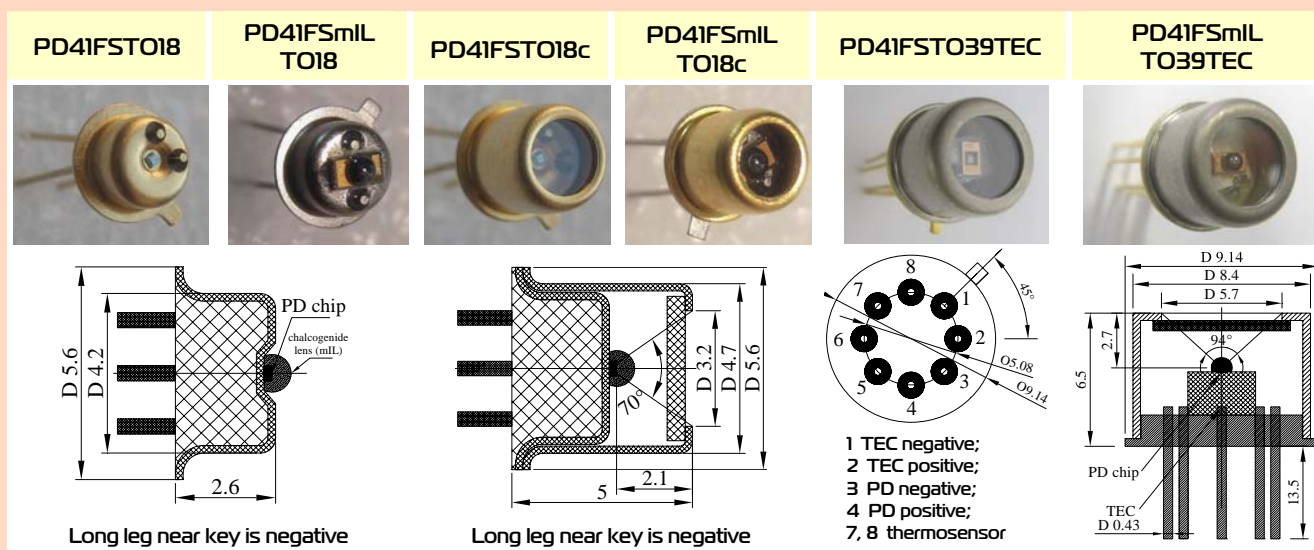 PD41FSTO18
PD41FSmIL
TO18
PD41FSTO18c
PD41FSmIL
TO18c
PD41FSTO39TEC
PD41FSmIL
TO39TEC
D 5.6
D 4.2
PD chip
chalcogenide
lens (mIL)
2.6
Long leg near key is negative
70°
D 3.2
D 4.7
D 5.6
2.1
5
Long leg near key is negative
8
7
1
45°
6
2
5
3
4
O5.08
O9.14
1 TEC negative;
2 TEC positive;
3 PD negative;
4 PD positive;
7, 8 thermosensor
D 9.14
D 8.4
D 5.7
2.7
94°
6.5
PD chip
TEC
D 0.43
13.5